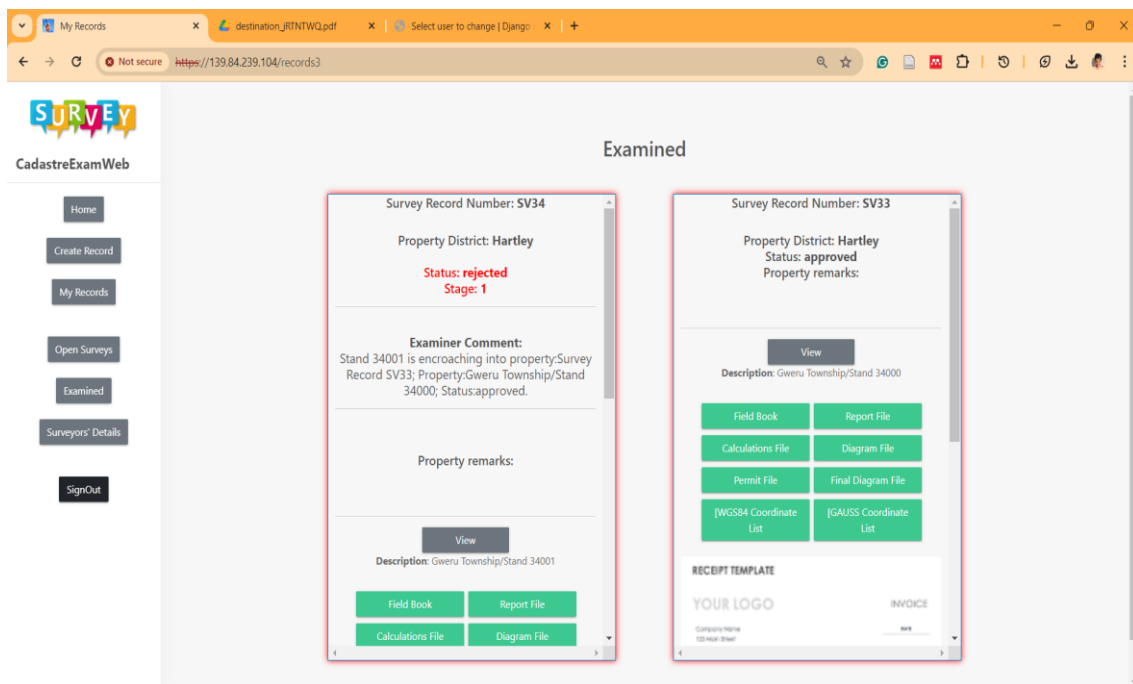 My Records
destination_jRTNTWQ.pdf
Select user to change | Django
Not secure
https://139.84.239.104/records3
SURVEY
CadastreExamWeb
Home
Create Record
My Records
Open Surveys
Examined
Surveyors' Details
SignOut
Examined
Survey Record Number: SV34
Property District: Hartley
Status: rejected
Stage: 1
Examiner Comment:
Stand 34001 is encroaching into property:Survey
Record SV33; Property:Gweru Township/Stand
34000; Status:approved.
Property remarks:
View
Description: Gweru Township/Stand 34001
Field Book
Report File
Calculations File
Diagram File
Survey Record Number: SV33
Property District: Hartley
Status: approved
Property remarks:
View
Description: Gweru Township/Stand 34000
Field Book
Report File
Calculations File
Diagram File
Permit File
Final Diagram File
[WGS84 Coordinate
List
[GAUSS Coordinate
List
RECEIPT TEMPLATE
YOUR LOGO
INVOICE
Company Name
DATE
123 Main Street